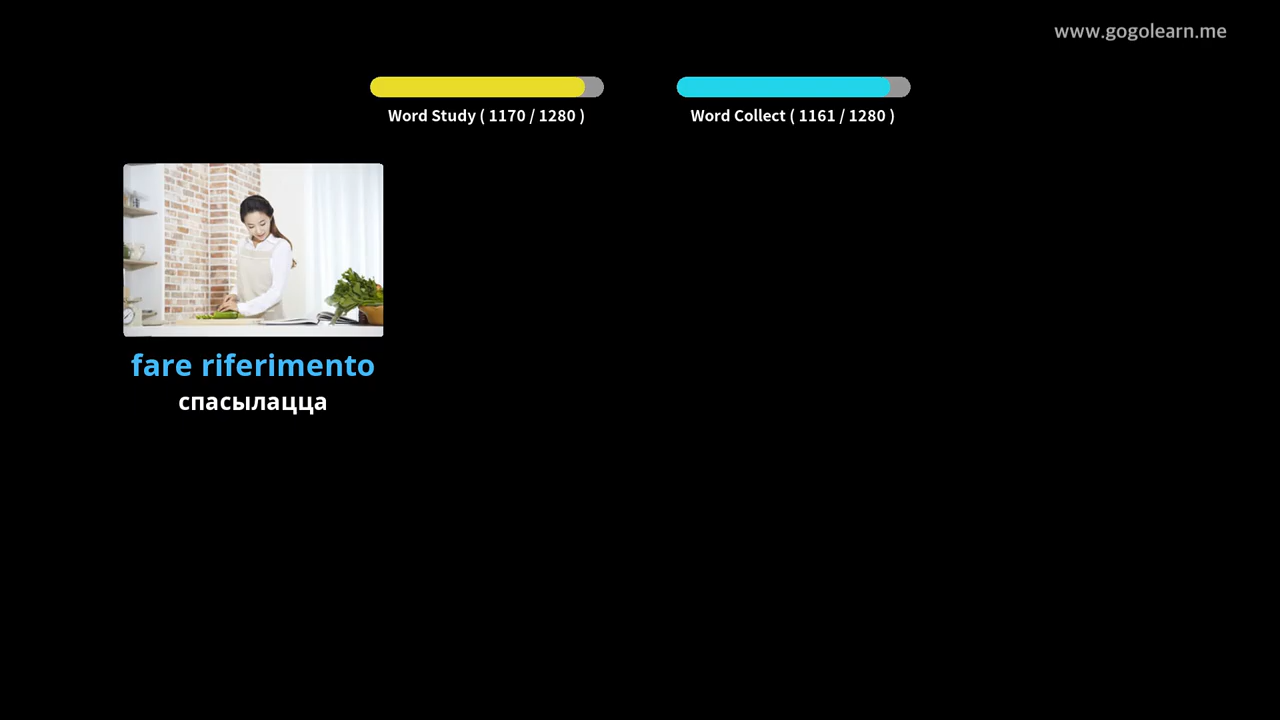 www.gogolearn.me
Word Study ( 1170 / 1280 )
Word Collect ( 1161 / 1280 )
fare riferimento
спасылацца